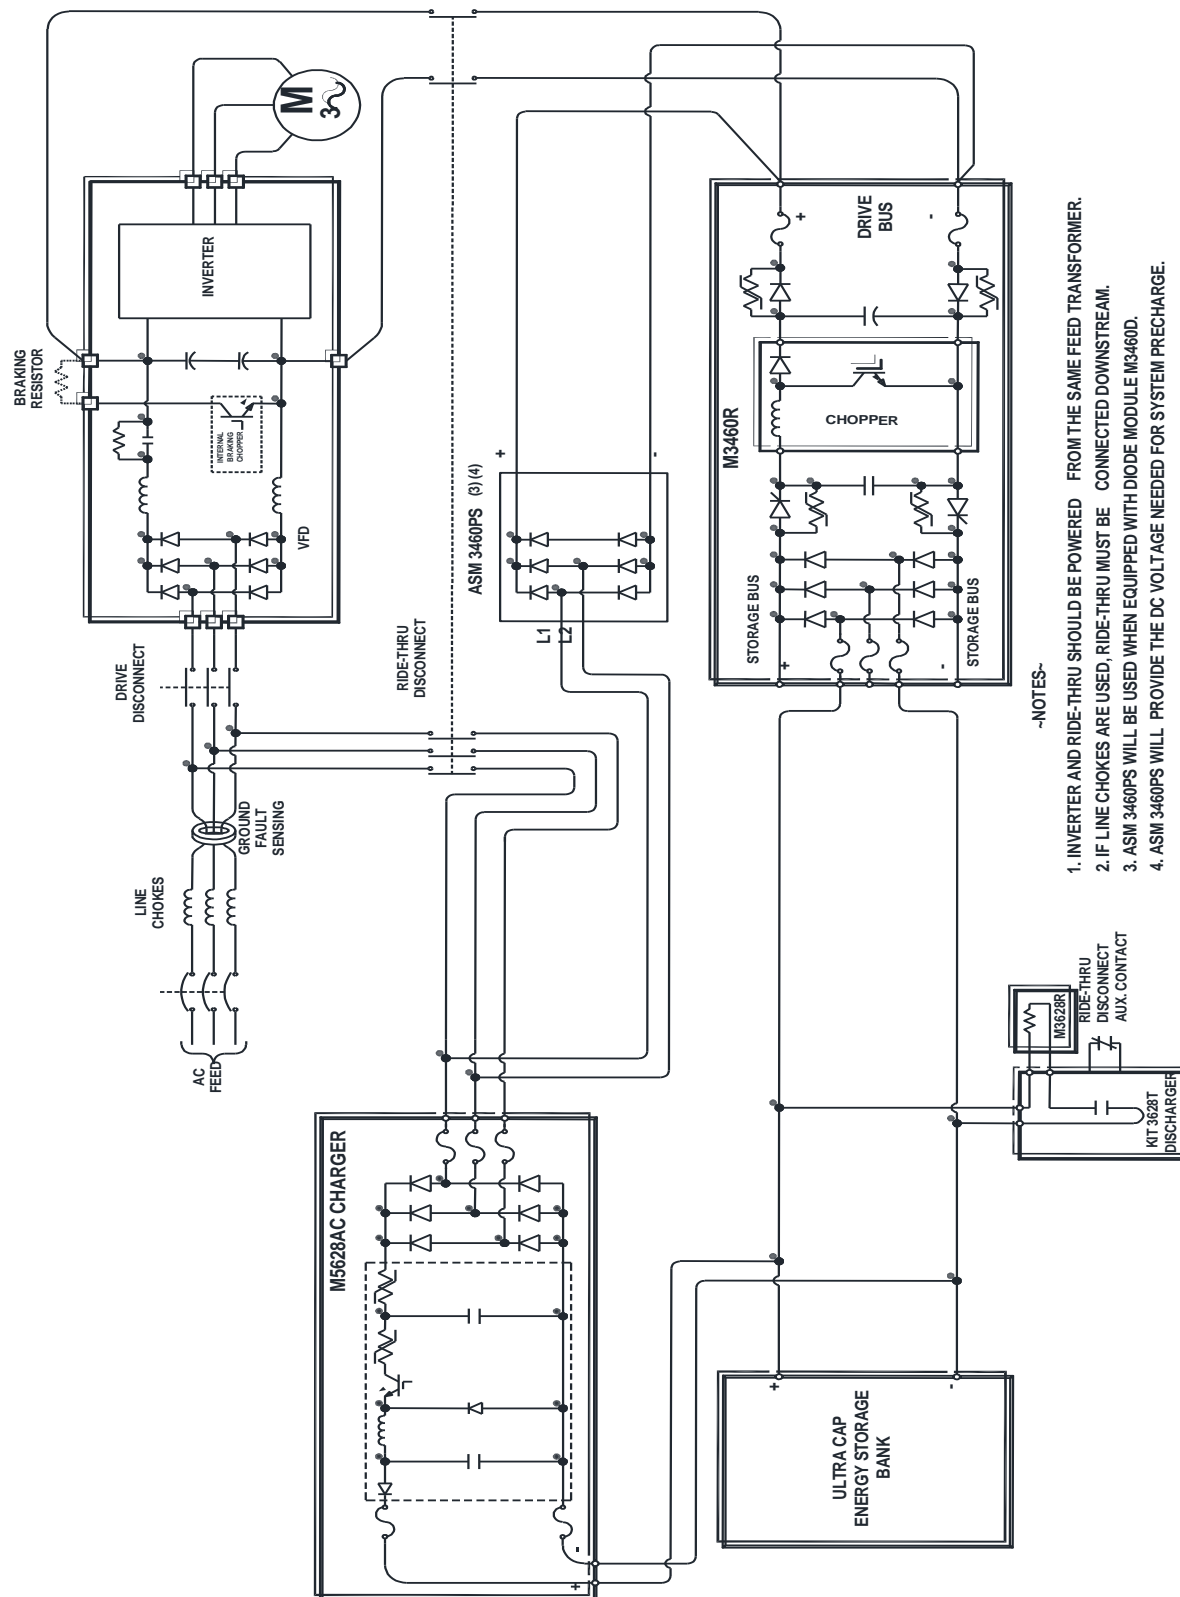 M
3
INVERTER
BRAKING
RESISTOR
INTERNAL
BRAKING
CHOPPER
VFD
DRIVE
DISCONNECT
RIDE-THRU
DISCONNECT
LINE
CHOKES
GROUND
FAULT
SENSING
AC
FEED
ASM 3460PS (3) (4)
+
-
L1
L2
M3460R
DRIVE
BUS
+
-
CHOPPER
STORAGE BUS
+
STORAGE BUS
-
M5628AC CHARGER
+
-
ULTRA CAP
ENERGY STORAGE
BANK
+
-
M3628R
RIDE-THRU
DISCONNECT
AUX. CONTACT
KIT 3628T
DISCHARGER
~NOTES~
1. INVERTER AND RIDE-THRU SHOULD BE POWERED FROM THE SAME FEED TRANSFORMER.
2. IF LINE CHOKES ARE USED, RIDE-THRU MUST BE CONNECTED DOWNSTREAM.
3. ASM 3460PS WILL BE USED WHEN EQUIPPED WITH DIODE MODULE M3460D.
4. ASM 3460PS WILL PROVIDE THE DC VOLTAGE NEEDED FOR SYSTEM PRECHARGE.